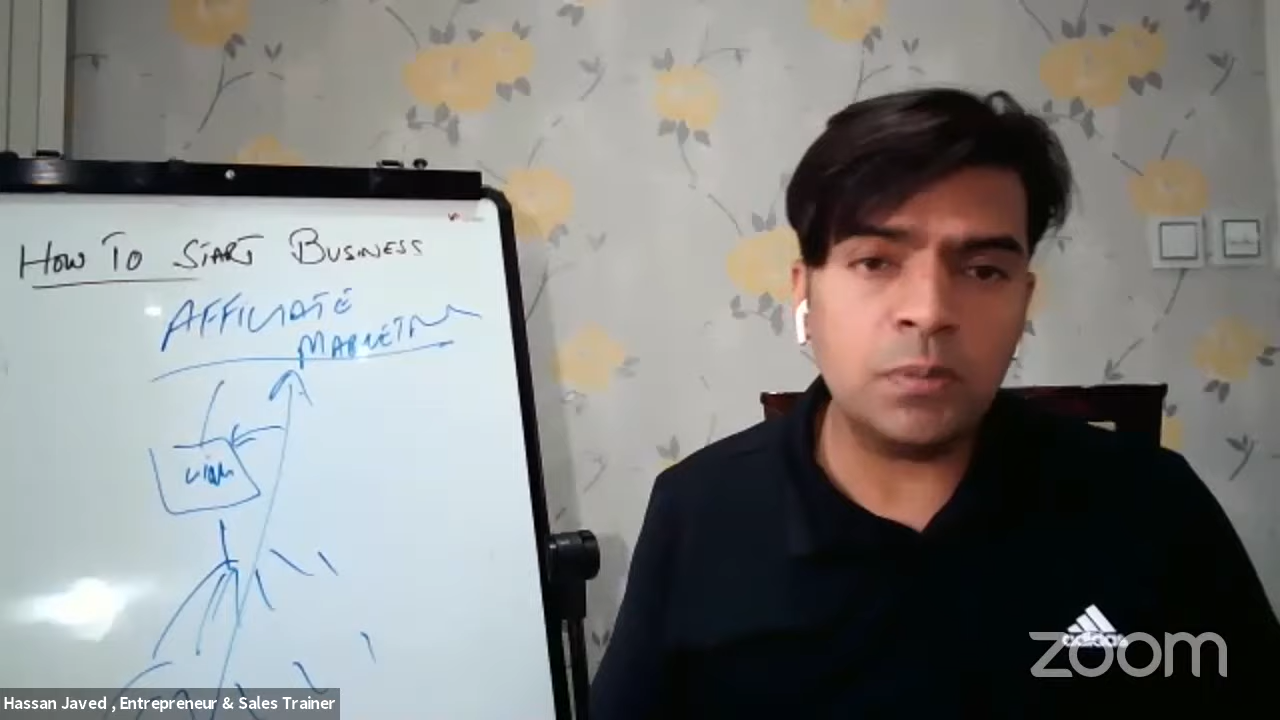 How To Start Business
AFFILIATE
MARKETIN
adidas
zoom
Hassan Javed , Entrepreneur & Sales Trainer